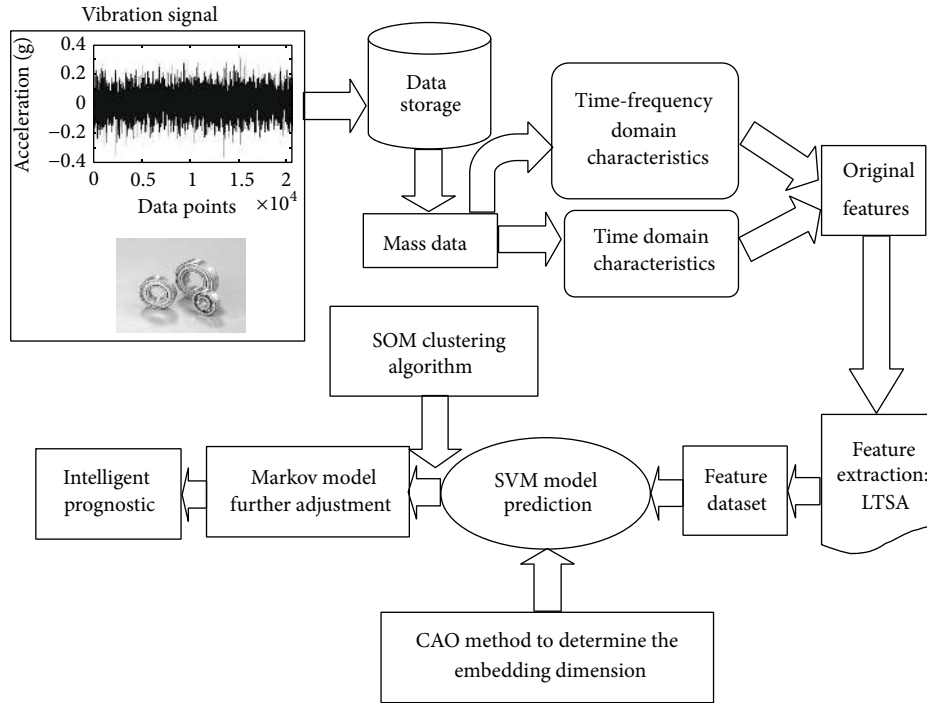 Vibration signal
Acceleration (g)
0.4
0.2
0
−0.2
−0.4
0
0.5
1
1.5
2
×10^4
Data points
Data
storage
Mass data
Time-frequency
domain
characteristics
Time domain
characteristics
Original
features
SOM clustering
algorithm
Intelligent
prognostic
Markov model
further adjustment
SVM model
prediction
Feature
dataset
Feature
extraction:
LTSA
CAO method to determine the
embedding dimension